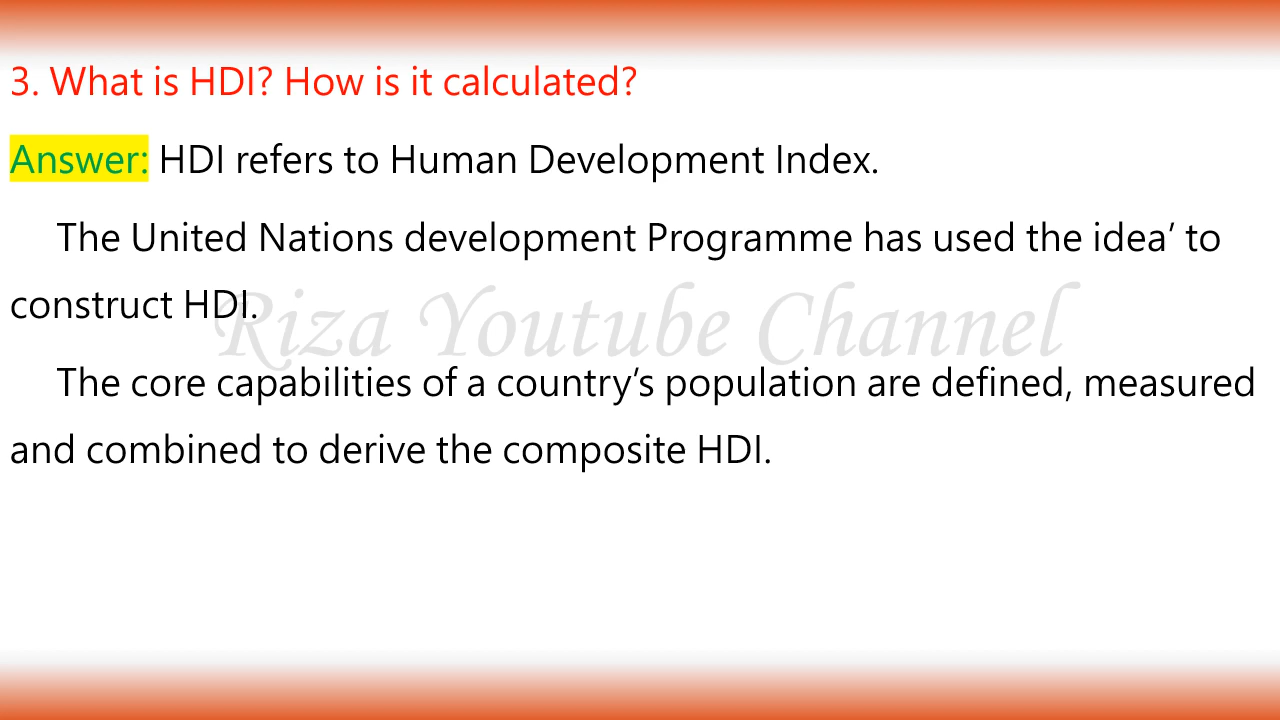 3. What is HDI? How is it calculated?
Answer: HDI refers to Human Development Index.
The United Nations development Programme has used the idea’ to
construct HDI.
Riza Youtube Channel
The core capabilities of a country’s population are defined, measured
and combined to derive the composite HDI.